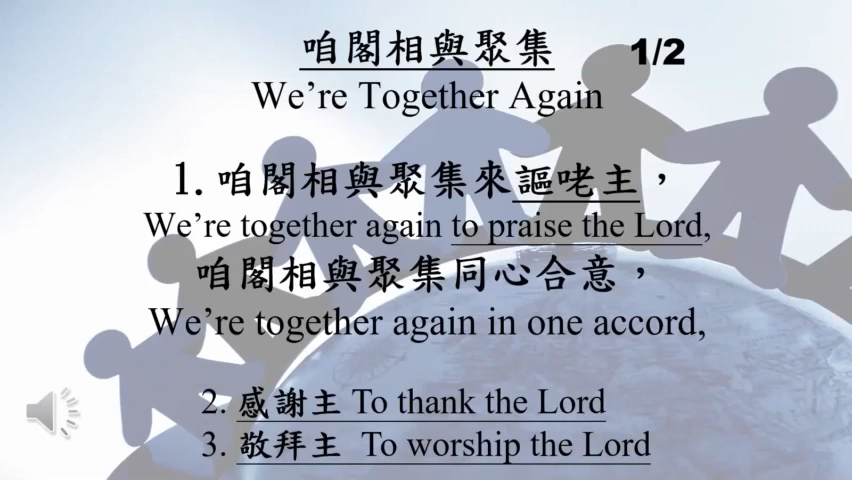 咱閣相與聚集 1/2
We're Together Again
1. 咱閣相與聚集來謳咾主，
We're together again to praise the Lord,
咱閣相與聚集同心合意，
We're together again in one accord,
2. 感謝主 To thank the Lord
3. 敬拜主 To worship the Lord